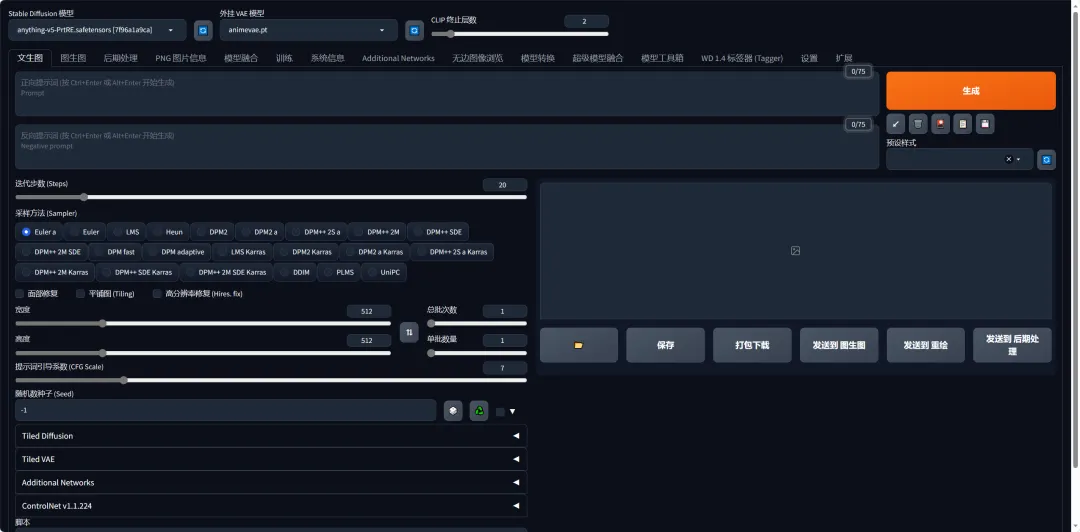 Stable Diffusion 模型
外挂 VAE 模型
CLIP 终止层数
2
anything-v5-PrtRE.safetensors [7f96a1a9ca]
animevae.pt
文生图 图生图 后期处理 PNG 图片信息 模型融合 训练 系统信息 Additional Networks 无边图像浏览 模型转换 超级模型融合 模型工具箱 WD 1.4 标签器 (Tagger) 设置 扩展
0/75
正向提示词 (按 Ctrl+Enter 或 Alt+Enter 开始生成)
Prompt
生成
0/75
反向提示词 (按 Ctrl+Enter 或 Alt+Enter 开始生成)
Negative prompt
预设样式
迭代步数 (Steps)
20
采样方法 (Sampler)
Euler a Euler LMS Heun DPM2 DPM2 a DPM++ 2S a DPM++ 2M DPM++ SDE
DPM++ 2M SDE DPM fast DPM adaptive LMS Karras DPM2 Karras DPM2 a Karras DPM++ 2S a Karras
DPM++ 2M Karras DPM++ SDE Karras DPM++ 2M SDE Karras DDIM PLMS UniPC
面部修复 平铺图 (Tiling) 高分辨率修复 (Hires. fix)
宽度
512
总批次数
1
高度
512
单批数量
1
提示词引导系数 (CFG Scale)
7
随机数种子 (Seed)
-1
保存
打包下载
发送到 图生图
发送到 重绘
发送到 后期处
理
Tiled Diffusion
Tiled VAE
Additional Networks
ControlNet v1.1.224
脚本